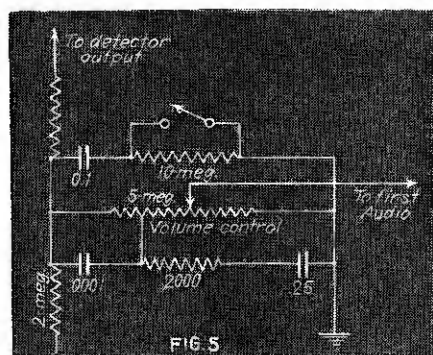 To detector
output
10 meg.
0.1
.5 meg.
To first
Audio
Volume control
2 meg.
.0001
2000
.25
FIG.5